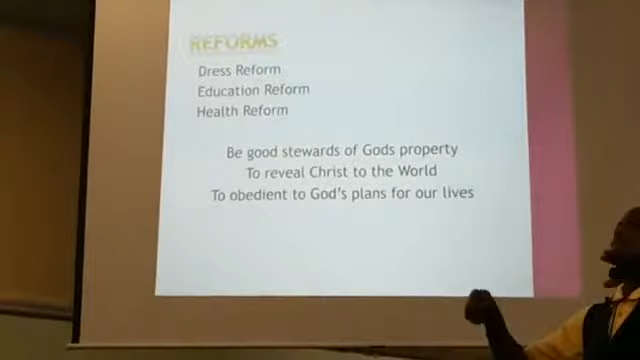 REFORMS
Dress Reform
Education Reform
Health Reform
Be good stewards of Gods property
To reveal Christ to the World
To obedient to God's plans for our lives